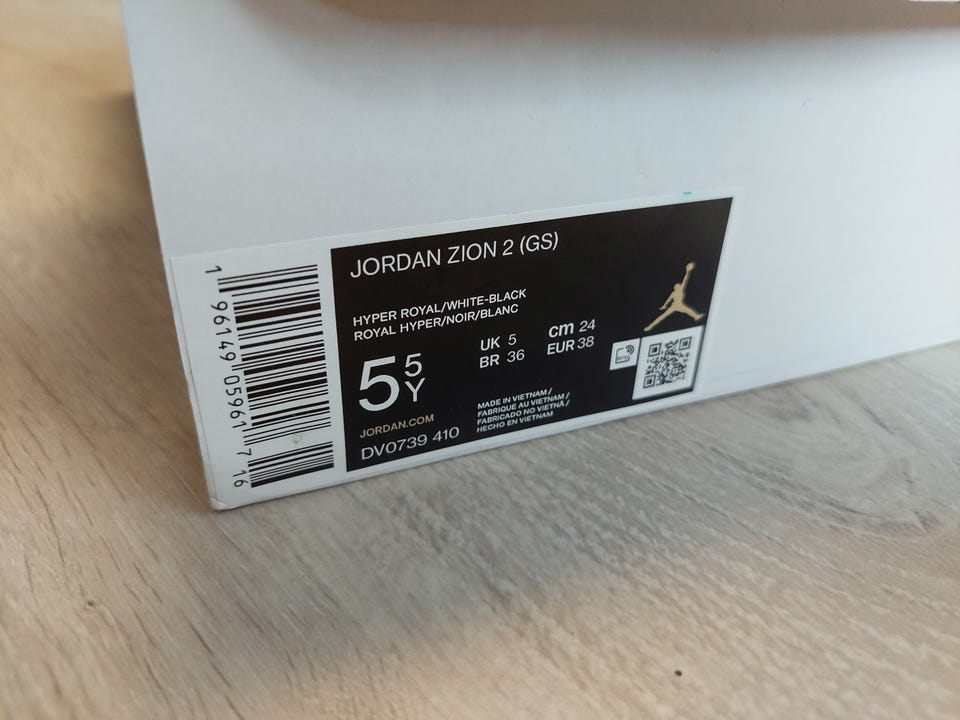 JORDAN ZION 2 (GS)
HYPER ROYAL/WHITE-BLACK
ROYAL HYPER/NOIR/BLANC
5 5 Y
UK 5
BR 36
cm 24
EUR 38
JORDAN.COM
DV0739 410
MADE IN VIETNAM /
FABRIQUE AU VIETNAM /
FABRICADO NO VIETNÃ /
HECHO EN VIETNAM
1 96149 05961 7 16